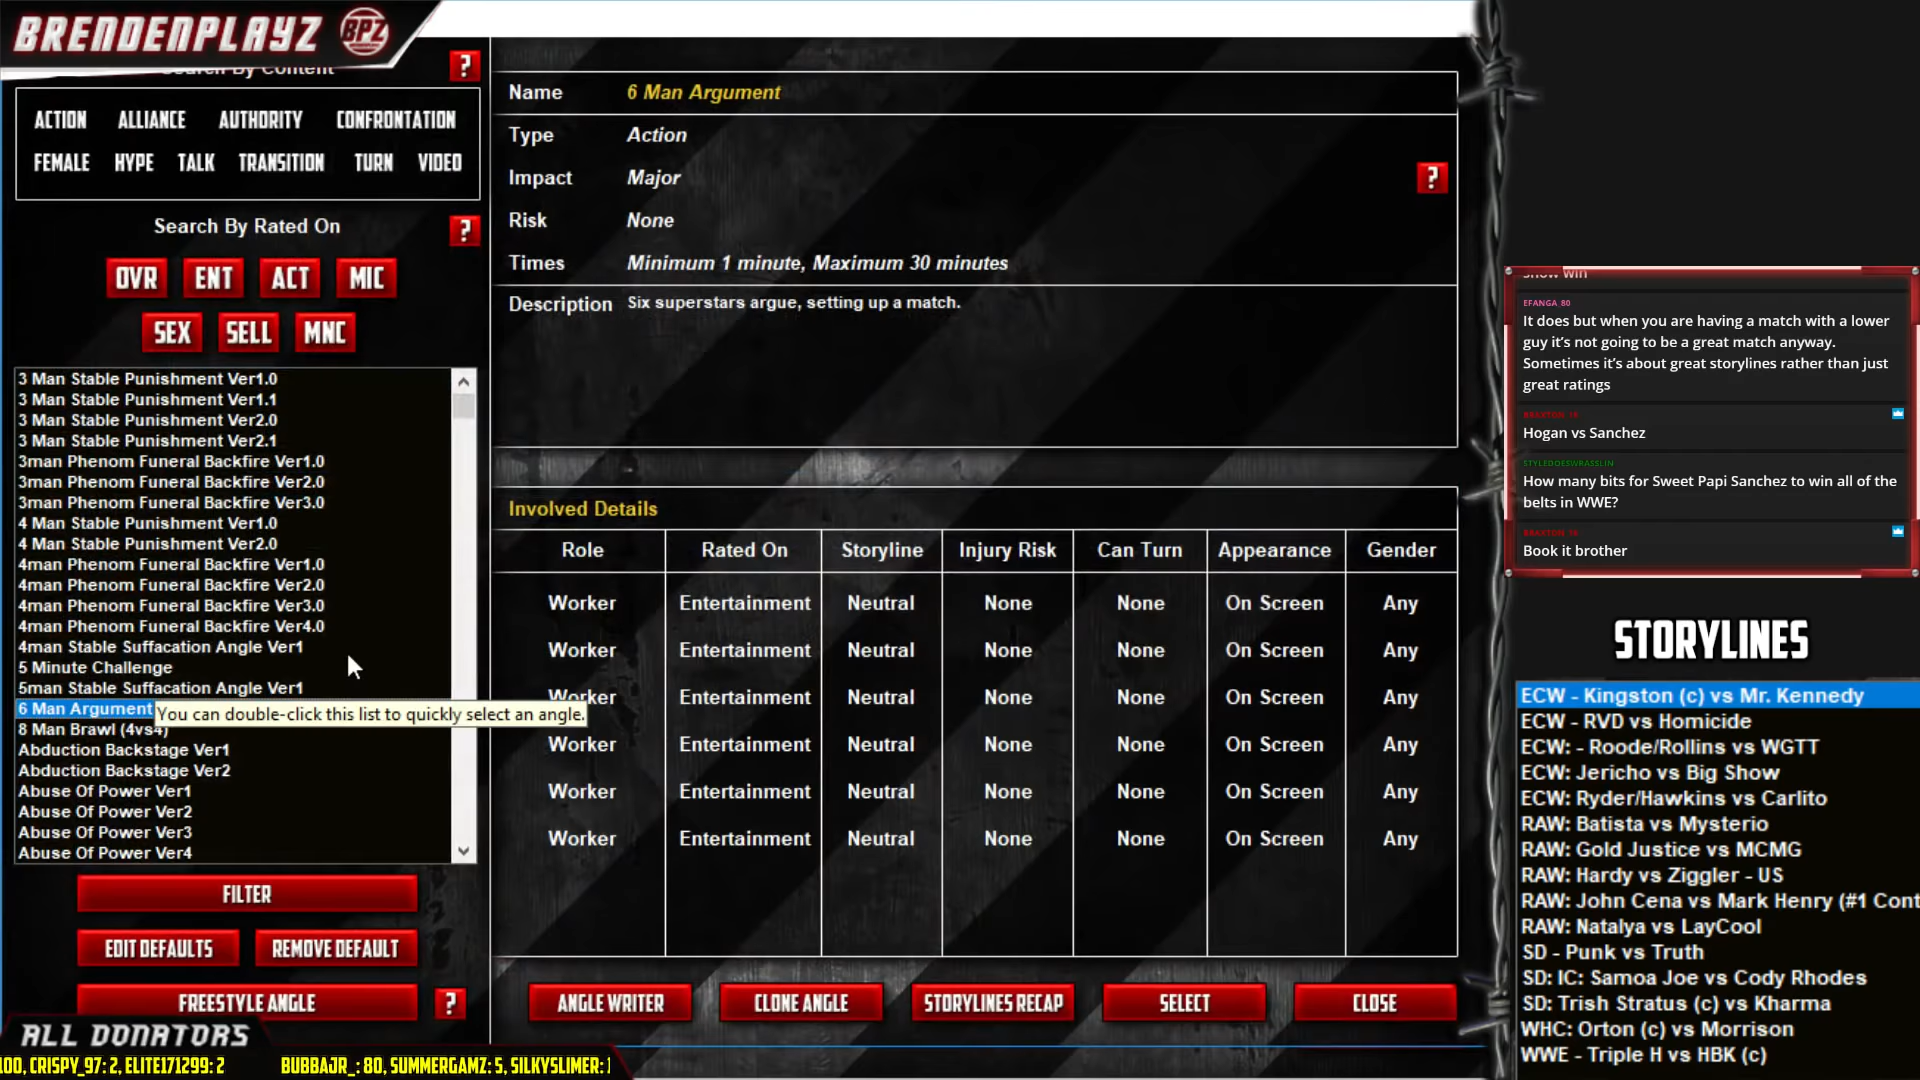 BRENDENPLAYZ
BPZ
Search By Content
?
ACTION ALLIANCE AUTHORITY CONFRONTATION
FEMALE HYPE TALK TRANSITION TURN VIDEO
Search By Rated On
?
OVR ENT ACT MIC
SEX SELL MNC
3 Man Stable Punishment Ver1.0
3 Man Stable Punishment Ver1.1
3 Man Stable Punishment Ver2.0
3 Man Stable Punishment Ver2.1
3man Phenom Funeral Backfire Ver1.0
3man Phenom Funeral Backfire Ver2.0
3man Phenom Funeral Backfire Ver3.0
4 Man Stable Punishment Ver1.0
4 Man Stable Punishment Ver2.0
4man Phenom Funeral Backfire Ver1.0
4man Phenom Funeral Backfire Ver2.0
4man Phenom Funeral Backfire Ver3.0
4man Phenom Funeral Backfire Ver4.0
4man Stable Suffacation Angle Ver1
5 Minute Challenge
5man Stable Suffacation Angle Ver1
6 Man Argument
You can double-click this list to quickly select an angle.
8 Man Brawl (4vs4)
Abduction Backstage Ver1
Abduction Backstage Ver2
Abuse Of Power Ver1
Abuse Of Power Ver2
Abuse Of Power Ver3
Abuse Of Power Ver4
FILTER
EDIT DEFAULTS REMOVE DEFAULT
FREESTYLE ANGLE ?
ALL DONATORS
100, CRISPY_97: 2, ELITE171299: 2 BUBBAJR_: 80, SUMMERGAMZ: 5, SILKYSLIMER: 1
Name 6 Man Argument
Type Action
Impact Major
?
Risk None
Times Minimum 1 minute, Maximum 30 minutes
Description Six superstars argue, setting up a match.
Involved Details
Role Rated On Storyline Injury Risk Can Turn Appearance Gender
Worker Entertainment Neutral None None On Screen Any
Worker Entertainment Neutral None None On Screen Any
Worker Entertainment Neutral None None On Screen Any
Worker Entertainment Neutral None None On Screen Any
Worker Entertainment Neutral None None On Screen Any
Worker Entertainment Neutral None None On Screen Any
ANGLE WRITER CLONE ANGLE STORYLINES RECAP SELECT CLOSE
show win
EFANGA 80
It does but when you are having a match with a lower
guy it's not going to be a great match anyway.
Sometimes it's about great storylines rather than just
great ratings
Hogan vs Sanchez
STYLEDOESWRASSLIN
How many bits for Sweet Papi Sanchez to win all of the
belts in WWE?
Book it brother
STORYLINES
ECW - Kingston (c) vs Mr. Kennedy
ECW - RVD vs Homicide
ECW: - Roode/Rollins vs WGTT
ECW: Jericho vs Big Show
ECW: Ryder/Hawkins vs Carlito
RAW: Batista vs Mysterio
RAW: Gold Justice vs MCMG
RAW: Hardy vs Ziggler - US
RAW: John Cena vs Mark Henry (#1 Cont
RAW: Natalya vs LayCool
SD - Punk vs Truth
SD: IC: Samoa Joe vs Cody Rhodes
SD: Trish Stratus (c) vs Kharma
WHC: Orton (c) vs Morrison
WWE - Triple H vs HBK (c)